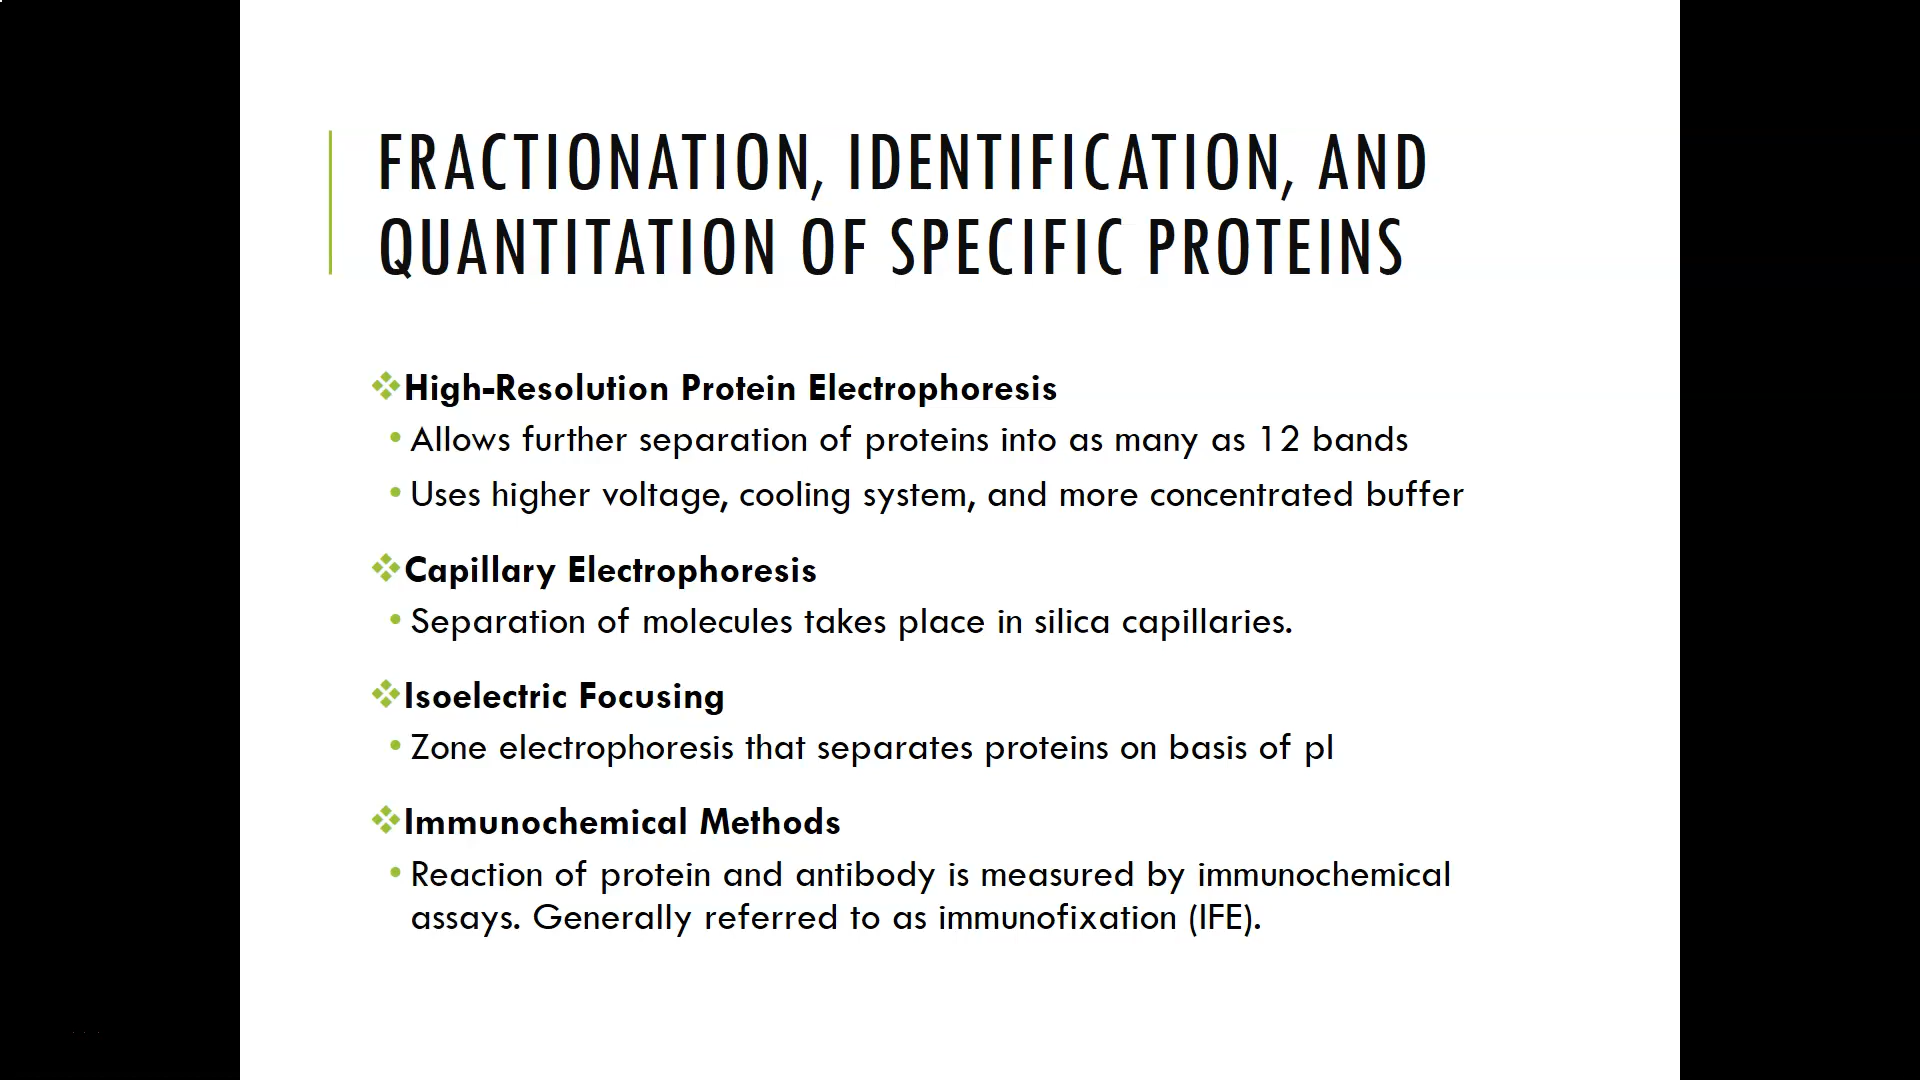 FRACTIONATION, IDENTIFICATION, AND
QUANTITATION OF SPECIFIC PROTEINS
❖High-Resolution Protein Electrophoresis
• Allows further separation of proteins into as many as 12 bands
• Uses higher voltage, cooling system, and more concentrated buffer
❖Capillary Electrophoresis
• Separation of molecules takes place in silica capillaries.
❖Isoelectric Focusing
• Zone electrophoresis that separates proteins on basis of pI
❖Immunochemical Methods
• Reaction of protein and antibody is measured by immunochemical
assays. Generally referred to as immunofixation (IFE).